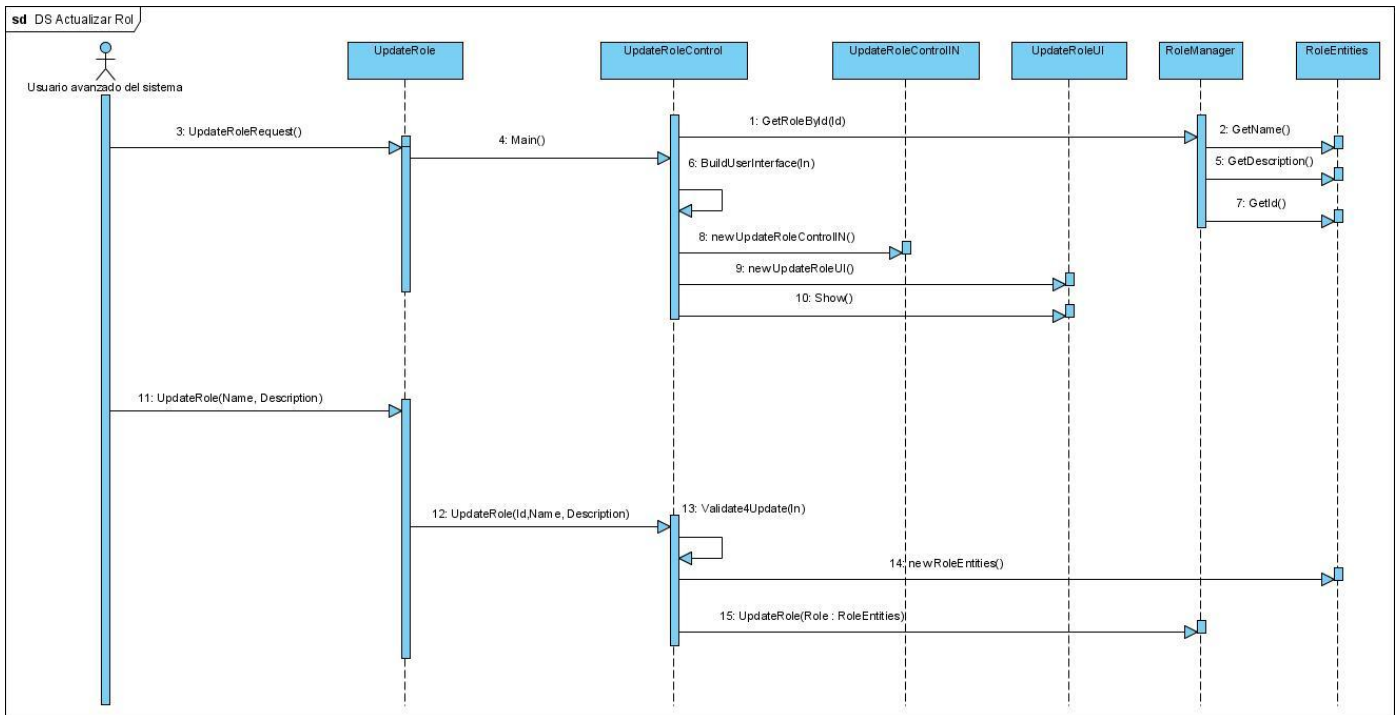 sd DS Actualizar Rol
Usuario avanzado del sistema
UpdateRole
UpdateRoleControl
UpdateRoleControlIN
UpdateRoleUI
RoleManager
RoleEntities
1: GetRoleById(Id)
2: GetName()
3: UpdateRoleRequest()
4: Main()
5: GetDescription()
6: BuildUserInterface(In)
7: GetId()
8: newUpdateRoleControlIN()
9: newUpdateRoleUI()
10: Show()
11: UpdateRole(Name, Description)
12: UpdateRole(Id,Name, Description)
13: Validate4Update(In)
14: newRoleEntities()
15: UpdateRole(Role : RoleEntities)